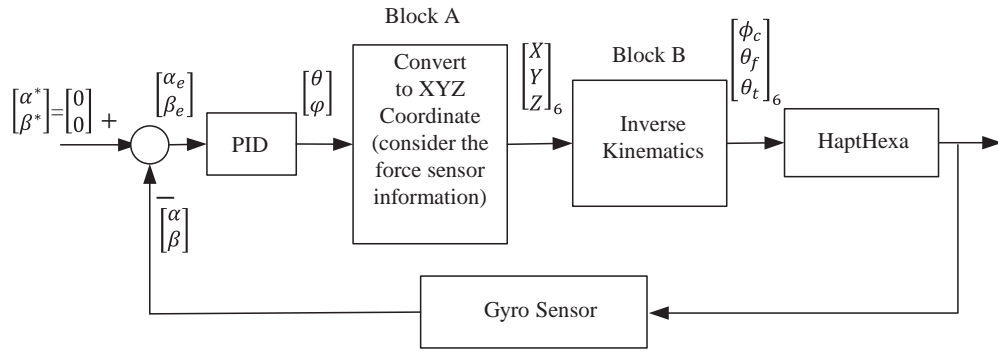 Block A
Block B
[α*
β*]=[0
0] +
[αe
βe]
PID
[θ
φ]
Convert
to XYZ
Coordinate
(consider the
force sensor
information)
[X
Y
Z]6
Inverse
Kinematics
[ϕc
θf
θt]6
HaptHexa
−
[α
β]
Gyro Sensor